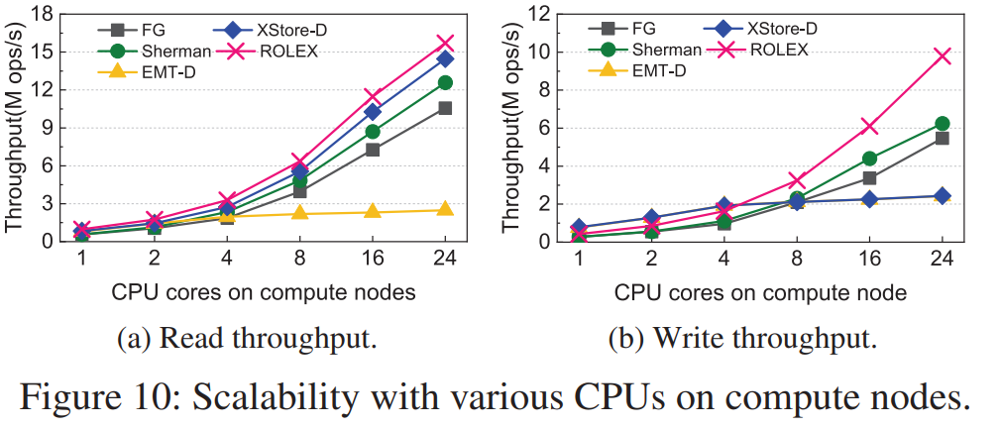 Throughput(M ops/s)
18
15
12
9
6
3
0
FG
Sherman
EMT-D
XStore-D
ROLEX
1 2 4 8 16 24
CPU cores on compute nodes
(a) Read throughput.
Throughput(M ops/s)
12
10
8
6
4
2
0
FG
Sherman
EMT-D
XStore-D
ROLEX
1 2 4 8 16 24
CPU cores on compute node
(b) Write throughput.
Figure 10: Scalability with various CPUs on compute nodes.